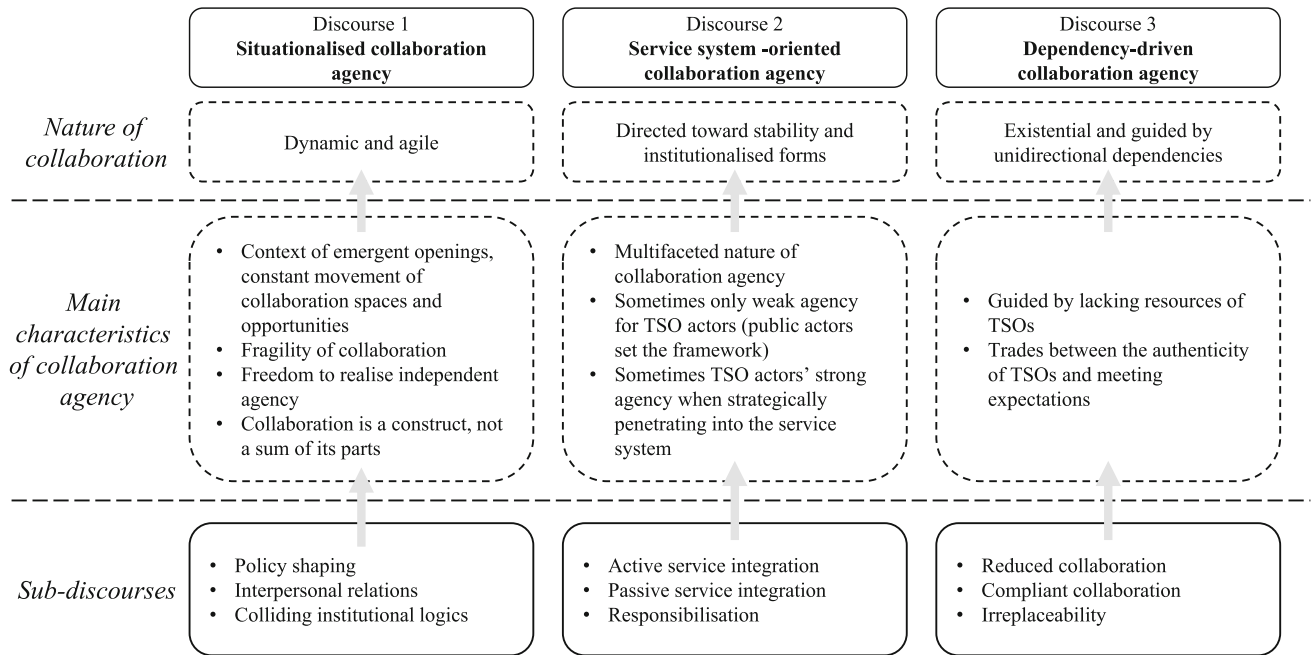 Discourse 1
Situationalised collaboration
agency
Discourse 2
Service system -oriented
collaboration agency
Discourse 3
Dependency-driven
collaboration agency
Nature of
collaboration
Dynamic and agile
Directed toward stability and
institutionalised forms
Existential and guided by
unidirectional dependencies
Main
characteristics
of collaboration
agency
• Context of emergent openings,
constant movement of
collaboration spaces and
opportunities
• Fragility of collaboration
• Freedom to realise independent
agency
• Collaboration is a construct, not
a sum of its parts
• Multifaceted nature of
collaboration agency
• Sometimes only weak agency
for TSO actors (public actors
set the framework)
• Sometimes TSO actors’ strong
agency when strategically
penetrating into the service
system
• Guided by lacking resources of
TSOs
• Trades between the authenticity
of TSOs and meeting
expectations
Sub-discourses
• Policy shaping
• Interpersonal relations
• Colliding institutional logics
• Active service integration
• Passive service integration
• Responsibilisation
• Reduced collaboration
• Compliant collaboration
• Irreplaceability